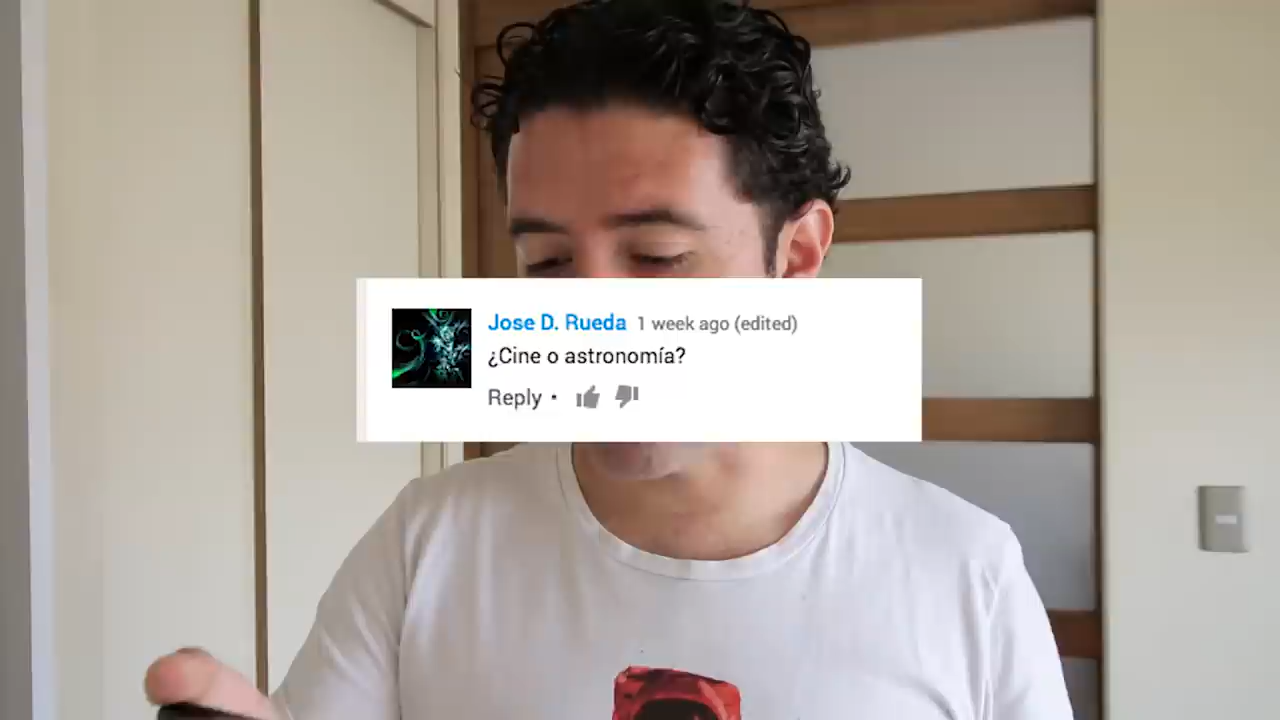 Jose D. Rueda 1 week ago (edited)
¿Cine o astronomía?
Reply •